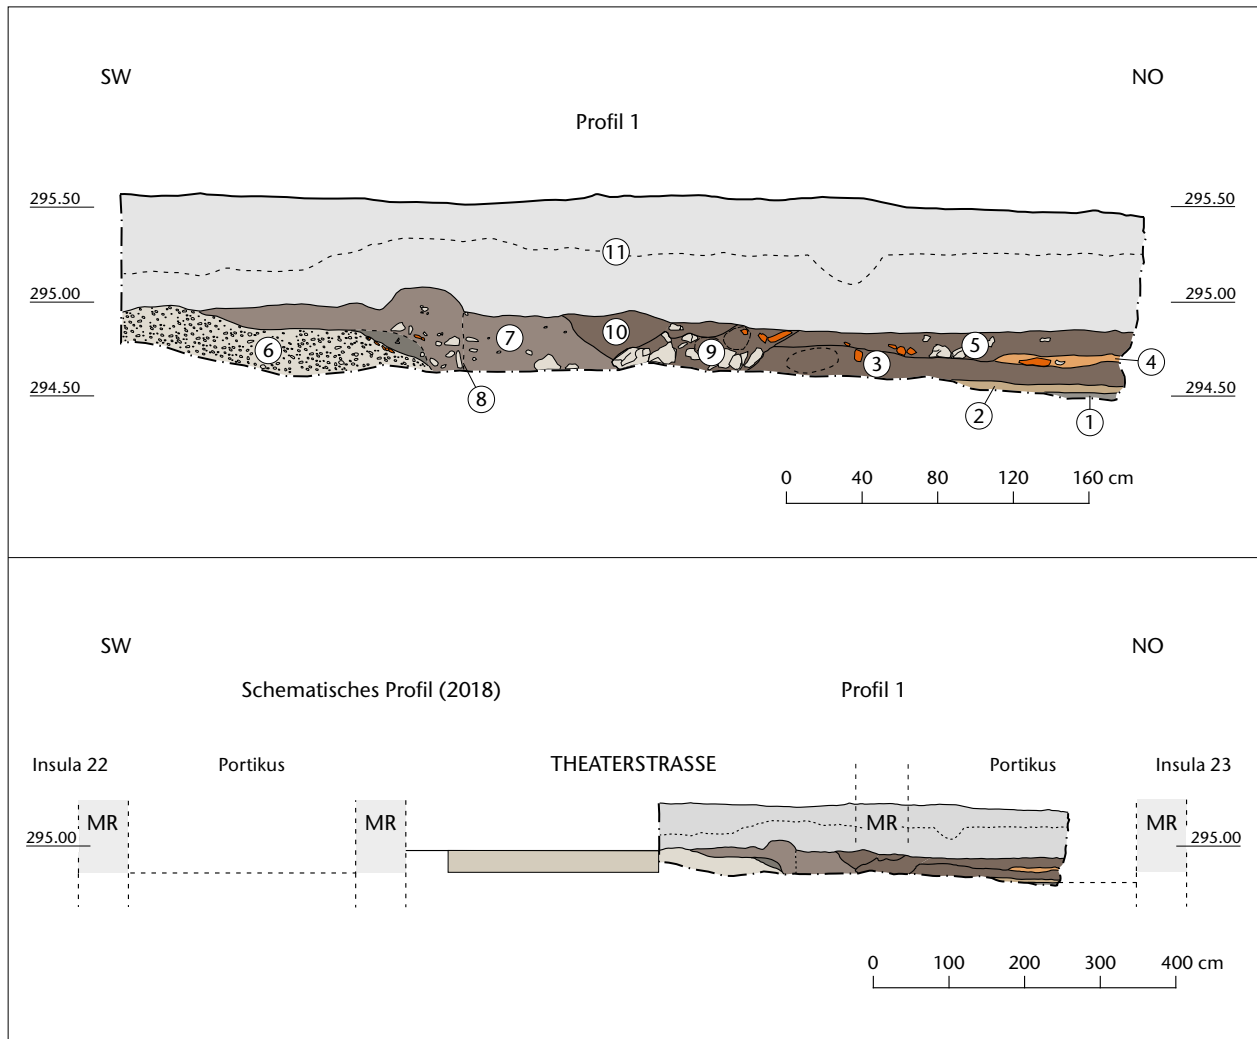 SW NO
Profil 1
295.50 295.50
11
295.00 295.00
10
7 5
6 9
3 4
8 294.50 294.50
2 1
0 40 80 120 160 cm
SW NO
Schematisches Profil (2018) Profil 1
Insula 22 Portikus THEATERSTRASSE Portikus Insula 23
MR MR MR MR
295.00 295.00
0 100 200 300 400 cm